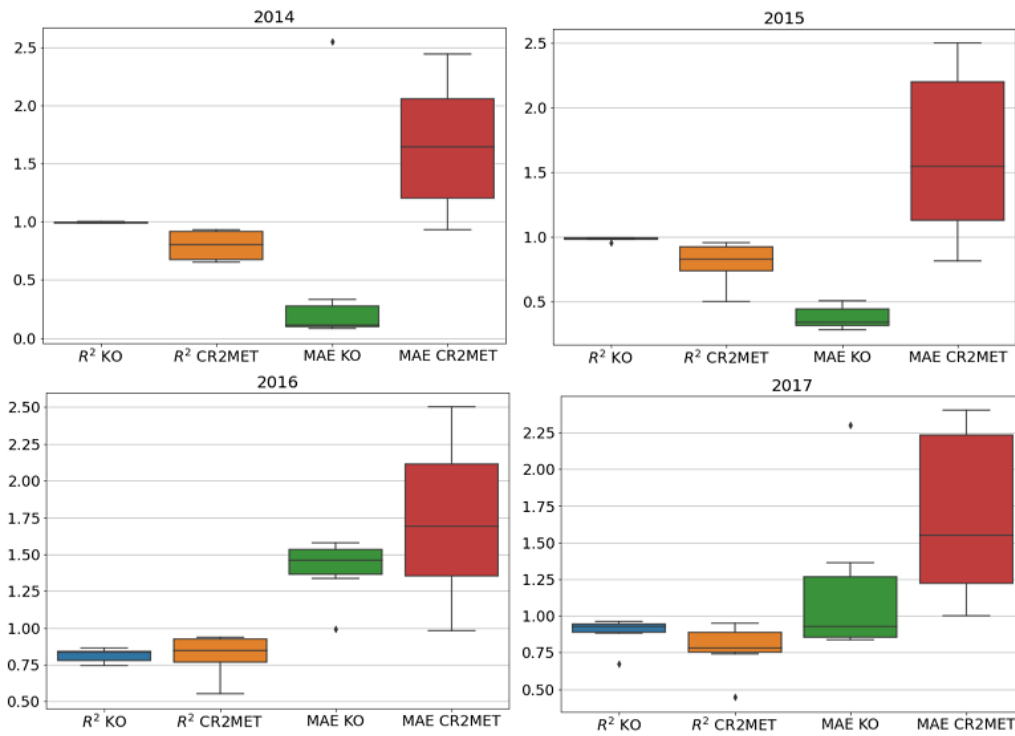 2014
2.5
2.0
1.5
1.0
0.5
0.0
R² KO
R² CR2MET
MAE KO
MAE CR2MET
2015
2.5
2.0
1.5
1.0
0.5
R² KO
R² CR2MET
MAE KO
MAE CR2MET
2016
2.50
2.25
2.00
1.75
1.50
1.25
1.00
0.75
0.50
R² KO
R² CR2MET
MAE KO
MAE CR2MET
2017
2.25
2.00
1.75
1.50
1.25
1.00
0.75
0.50
R² KO
R² CR2MET
MAE KO
MAE CR2MET